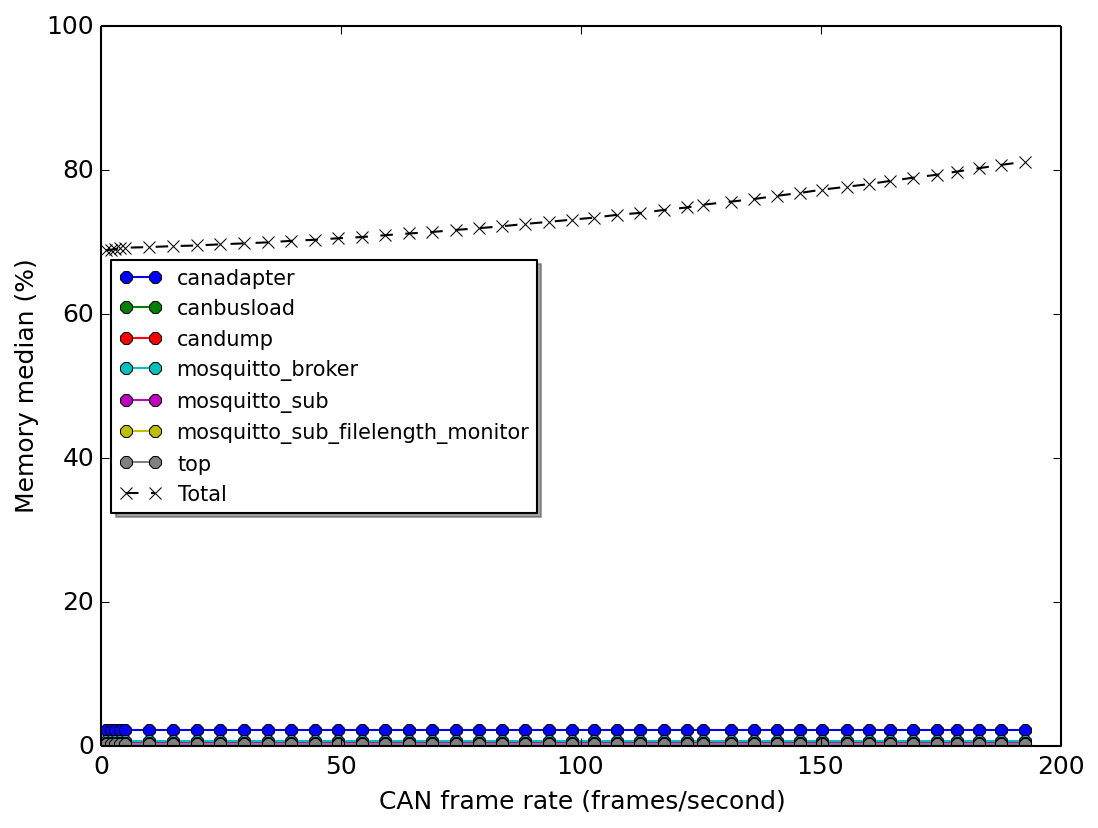 100
80
60
40
20
0
Memory median (%)
canadapter
canbusload
candump
mosquitto_broker
mosquitto_sub
mosquitto_sub_filelength_monitor
top
Total
0 50 100 150 200
CAN frame rate (frames/second)